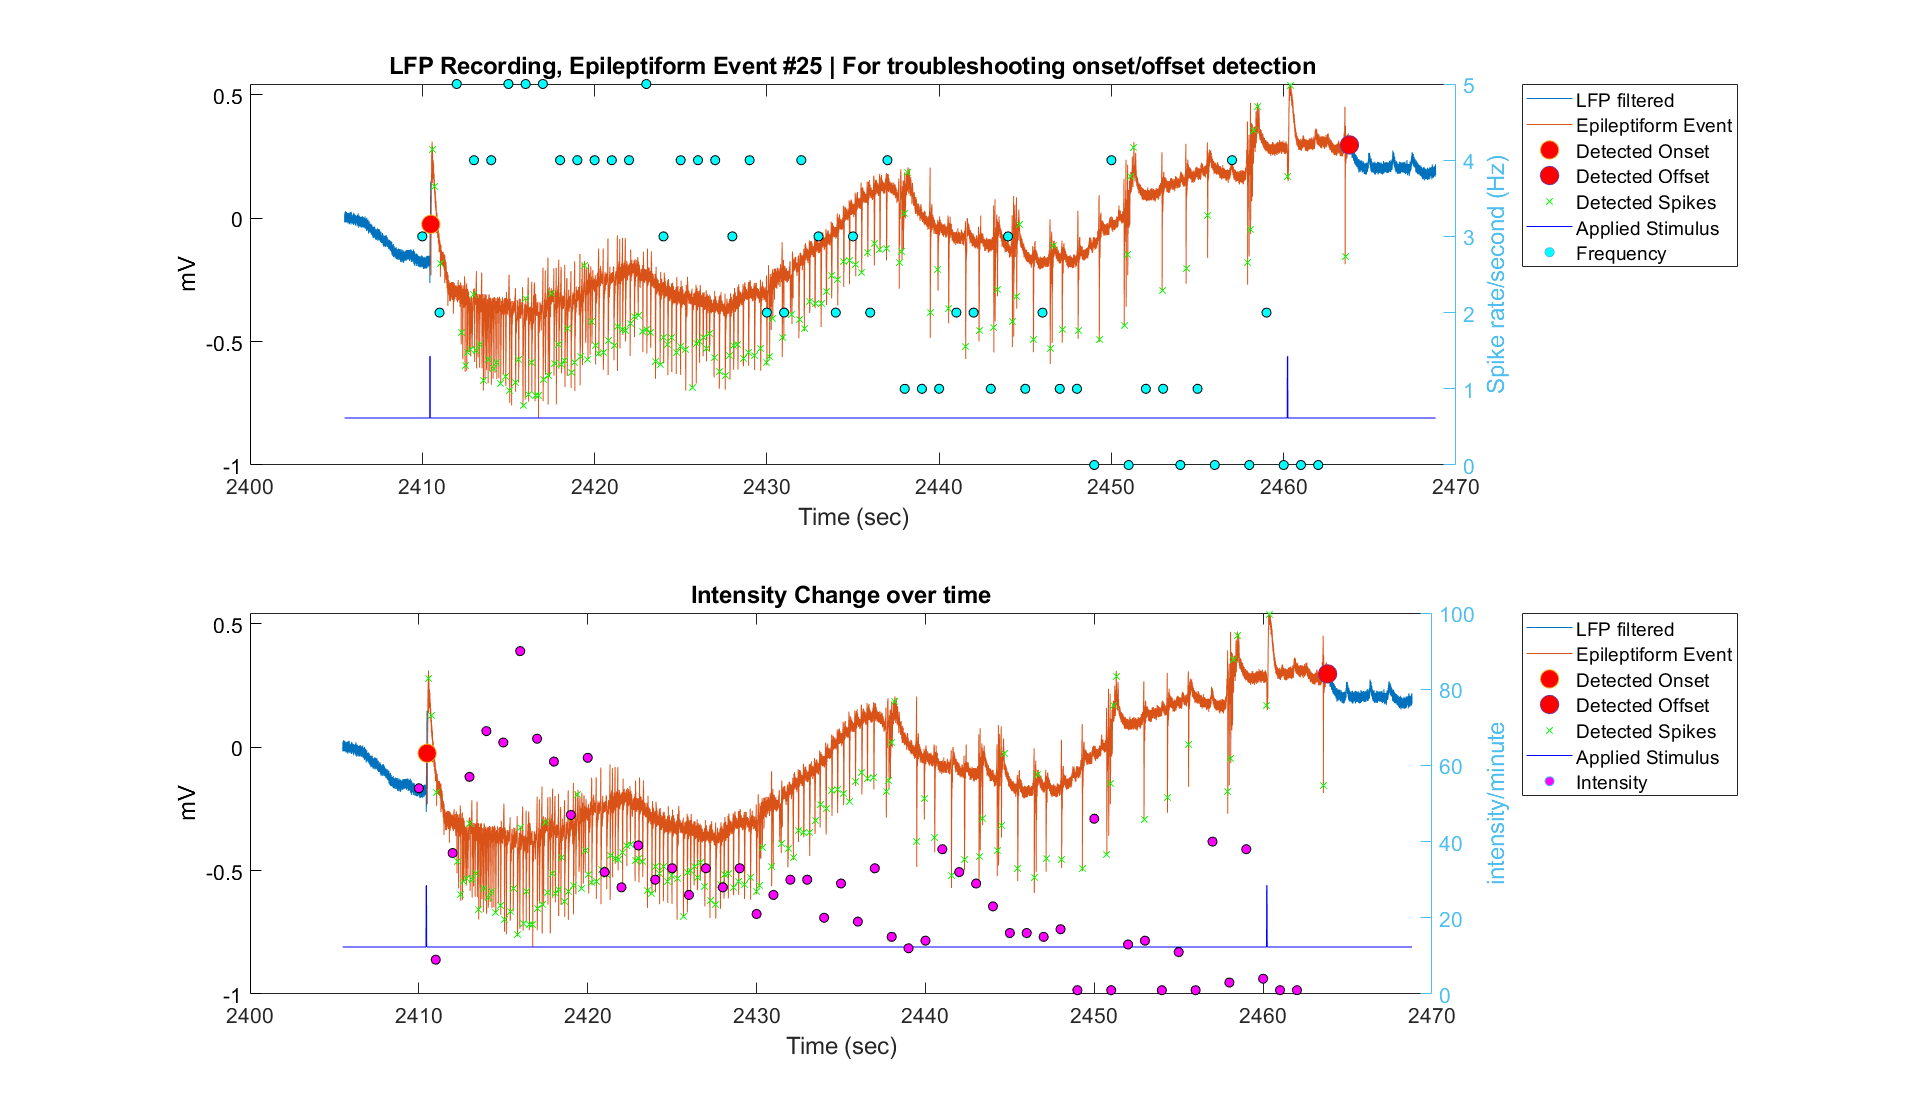 LFP Recording, Epileptiform Event #25 | For troubleshooting onset/offset detection
0.5
0
-0.5
-1
mV
2400 2410 2420 2430 2440 2450 2460 2470
Time (sec)
5
4
3
2
1
0
Spike rate/second (Hz)
LFP filtered
Epileptiform Event
Detected Onset
Detected Offset
Detected Spikes
Applied Stimulus
Frequency
Intensity Change over time
0.5
0
-0.5
-1
mV
2400 2410 2420 2430 2440 2450 2460 2470
Time (sec)
100
80
60
40
20
0
intensity/minute
LFP filtered
Epileptiform Event
Detected Onset
Detected Offset
Detected Spikes
Applied Stimulus
Intensity